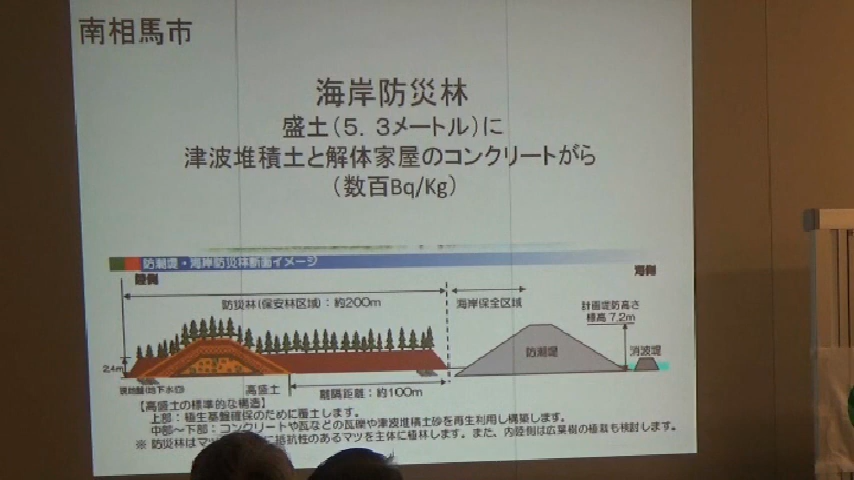 南相馬市
海岸防災林
盛土（5．3メートル）に
津波堆積土と解体家屋のコンクリートがら
（数百Bq/Kg）
防潮堤・海岸防災林断面イメージ
陸側
海側
防災林(保安林区域)：約200m
海岸保全区域
計画堤防高さ
標高7.2m
防潮堤
消波堤
2.4m
現地盤(地下水位)
高盛土
離隔距離：約100m
【高盛土の標準的な構造】
上部：植生基盤確保のために覆土します。
中部～下部：コンクリートや瓦などの瓦礫や津波堆積土砂を再生利用し構築します。
※ 防災林はマツ 抵抗性のあるマツを主体に植林します。また、内陸側は広葉樹の植栽も検討します。